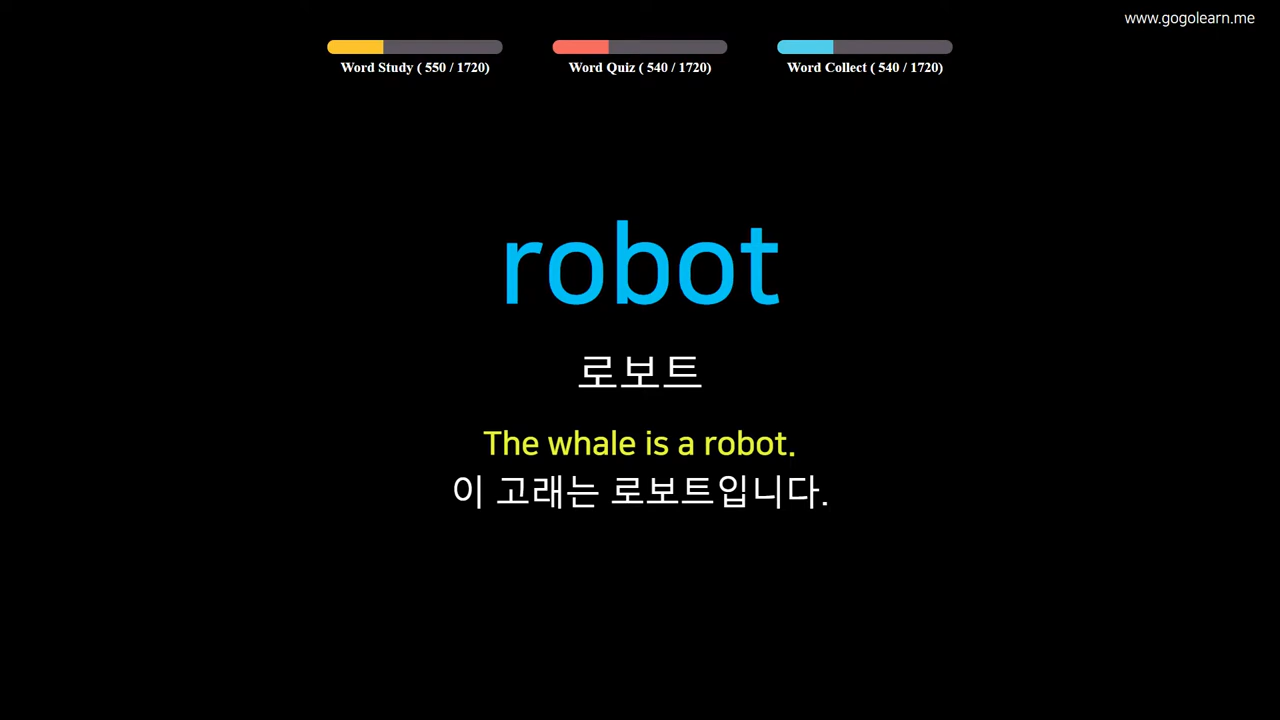 www.gogolearn.me
Word Study ( 550 / 1720)
Word Quiz ( 540 / 1720)
Word Collect ( 540 / 1720)
robot
로보트
The whale is a robot.
이 고래는 로보트입니다.